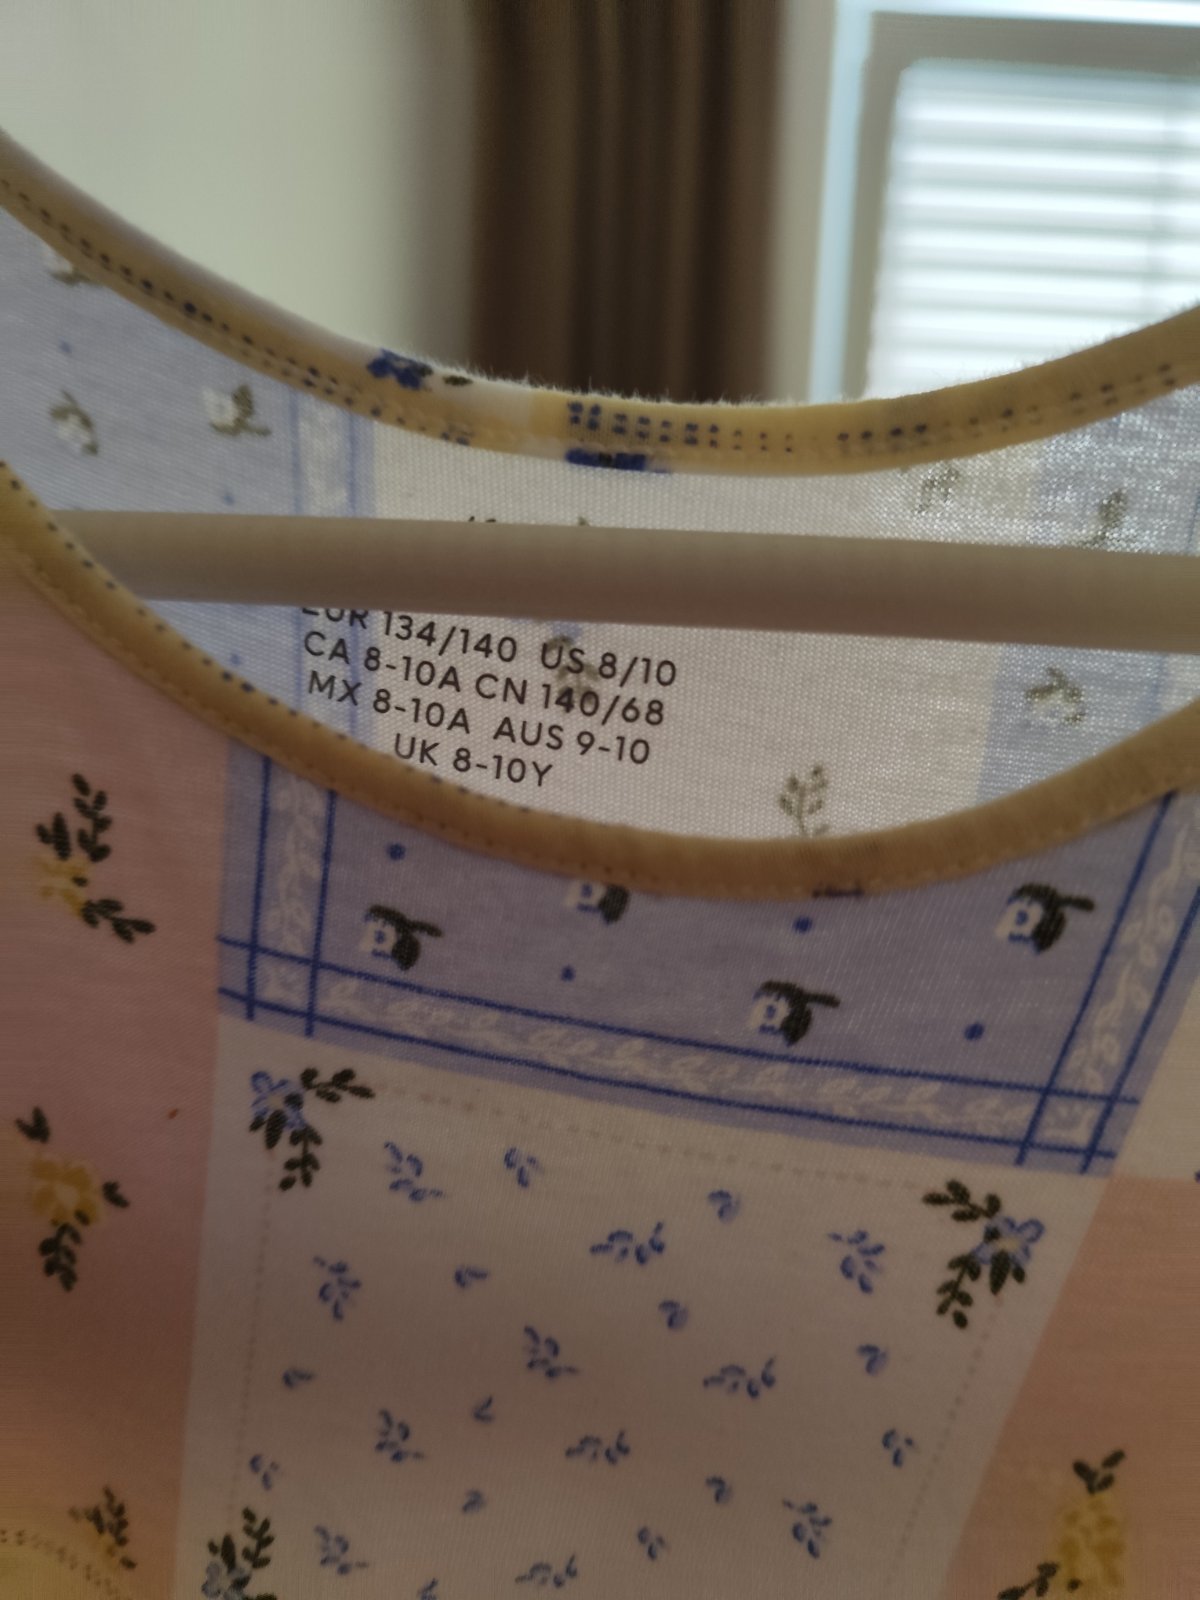 EUR 134/140 US 8/10
CA 8-10A CN 140/68
MX 8-10A AUS 9-10
UK 8-10Y